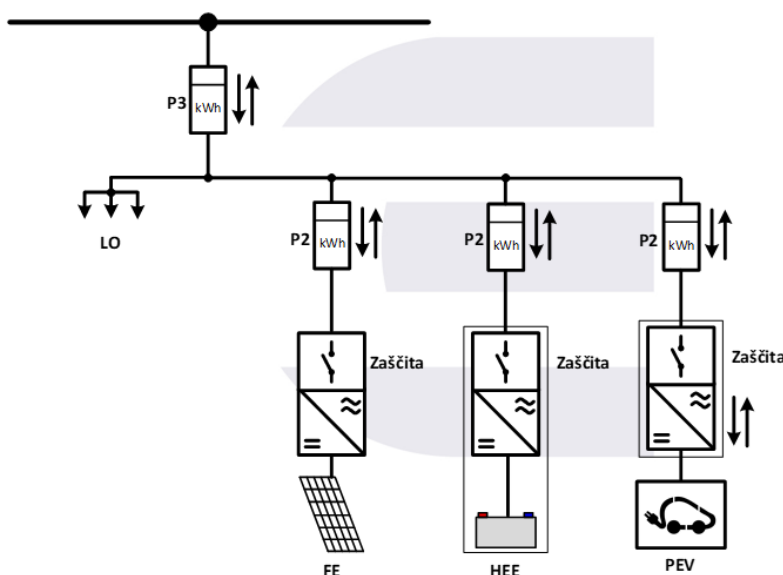 P3 kWh
LO
P2 kWh
P2 kWh
P2 kWh
Zaščita
Zaščita
Zaščita
FE
HEE
PEV